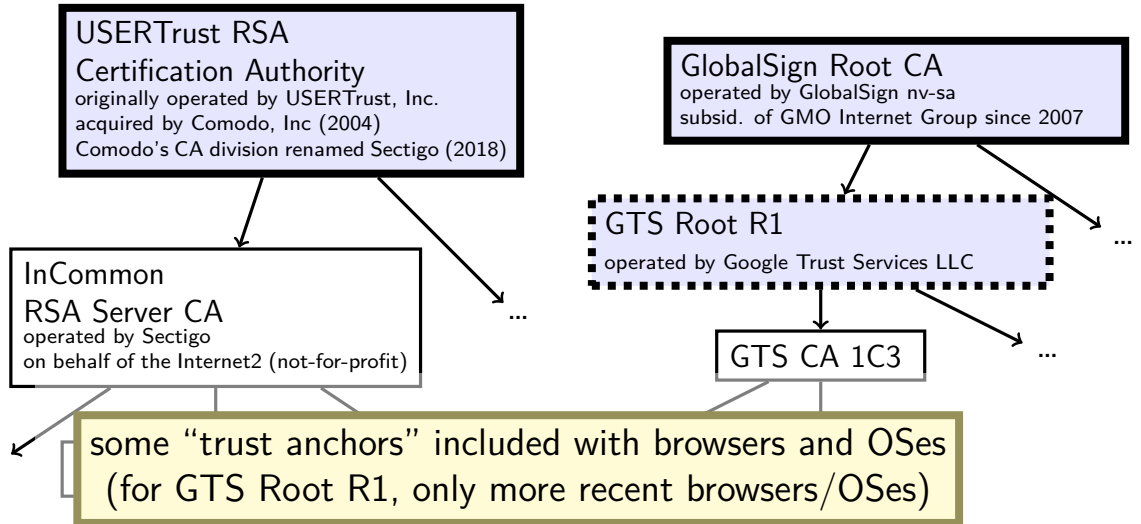 USERTrust RSA
Certification Authority
originally operated by USERTrust, Inc.
acquired by Comodo, Inc (2004)
Comodo's CA division renamed Sectigo (2018)
GlobalSign Root CA
operated by GlobalSign nv-sa
subsid. of GMO Internet Group since 2007
GTS Root R1
operated by Google Trust Services LLC
...
InCommon
RSA Server CA
operated by Sectigo
on behalf of the Internet2 (not-for-profit)
...
GTS CA 1C3
...
some “trust anchors” included with browsers and OSes
(for GTS Root R1, only more recent browsers/OSes)